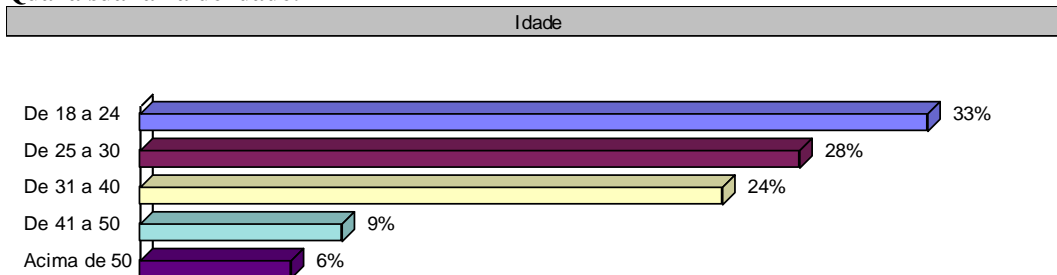 Idade
De 18 a 24 33%
De 25 a 30 28%
De 31 a 40 24%
De 41 a 50 9%
Acima de 50 6%